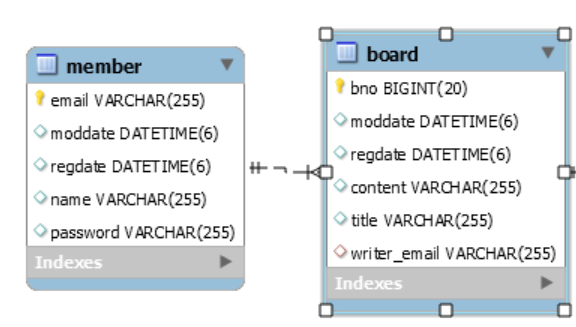 member
email VARCHAR(255)
moddate DATETIME(6)
regdate DATETIME(6)
name VARCHAR(255)
password VARCHAR(255)
Indexes
board
bno BIGINT(20)
moddate DATETIME(6)
regdate DATETIME(6)
content VARCHAR(255)
title VARCHAR(255)
writer_email VARCHAR(255)
Indexes